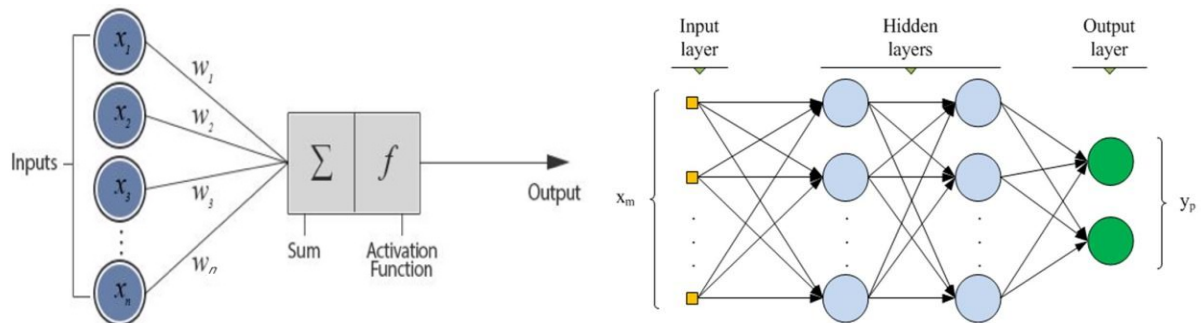 x1
w1
x2
w2
Inputs
Σ
f
x3
w3
Output
Sum
Activation
Function
xn
wn
Input
layer
Hidden
layers
Output
layer
xm
yp